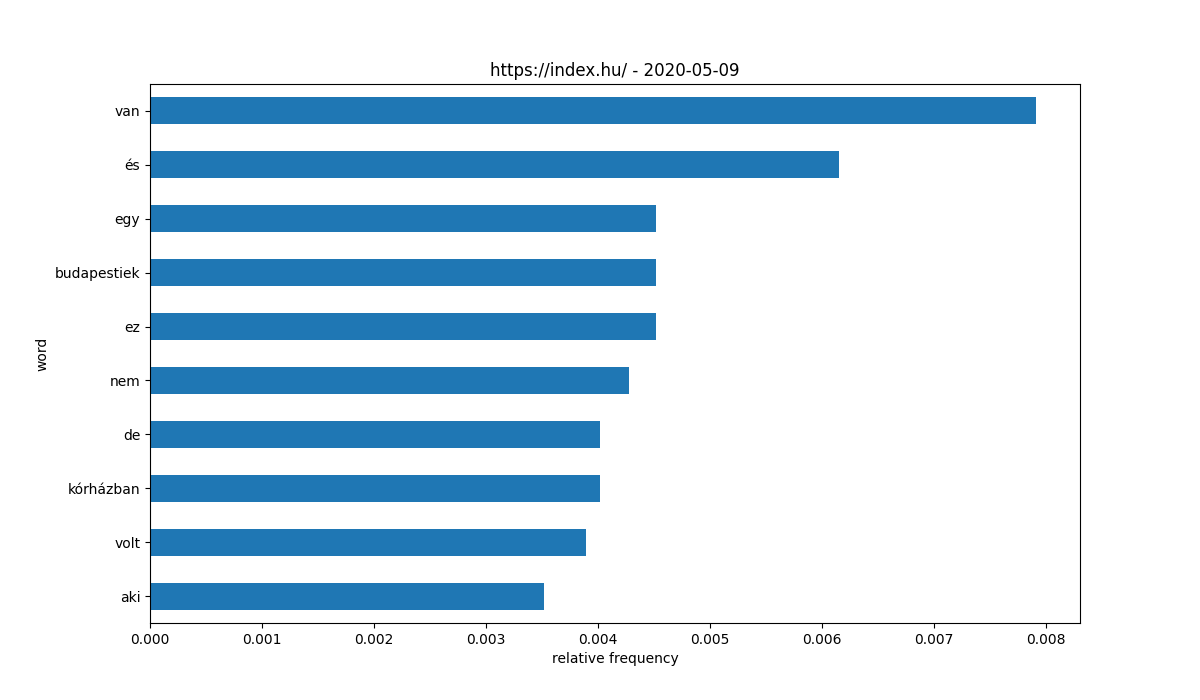 https://index.hu/ - 2020-05-09
van
és
egy
budapestiek
ez
nem
de
kórházban
volt
aki
word
0.000 0.001 0.002 0.003 0.004 0.005 0.006 0.007 0.008
relative frequency